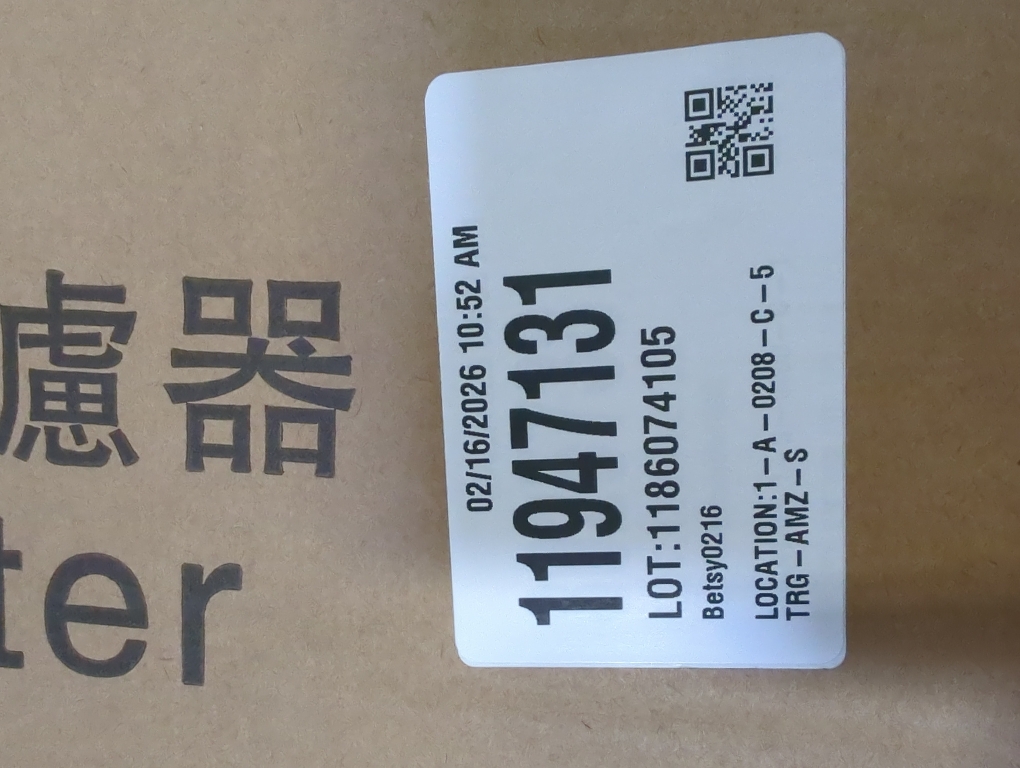 濾器
ter
02/16/2026 10:52 AM
11947131
LOT:1186074105
Betsy0216
LOCATION:1-A-0208-C-5
TRG-AMZ-S